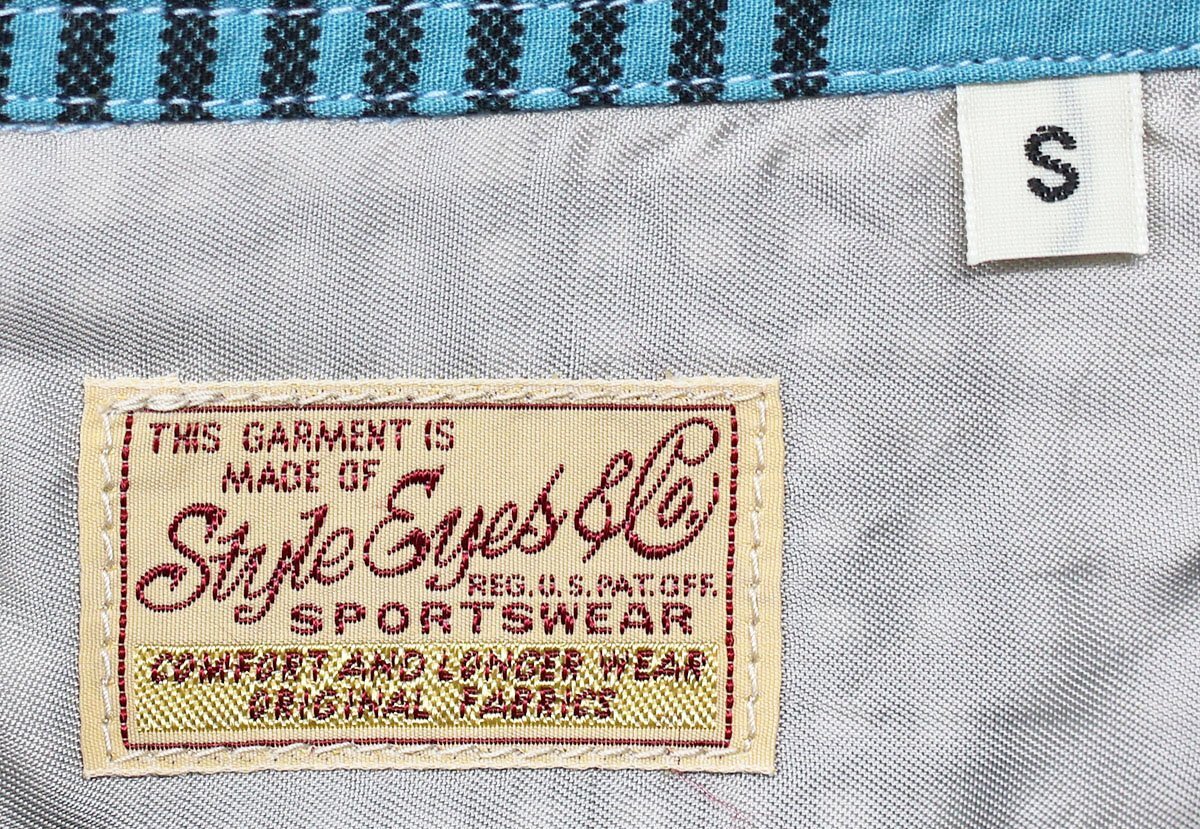 S
THIS GARMENT IS
MADE OF
Style Eyes & Co.
REG. U.S. PAT. OFF.
SPORTSWEAR
COMFORT AND LONGER WEAR
ORIGINAL FABRICS